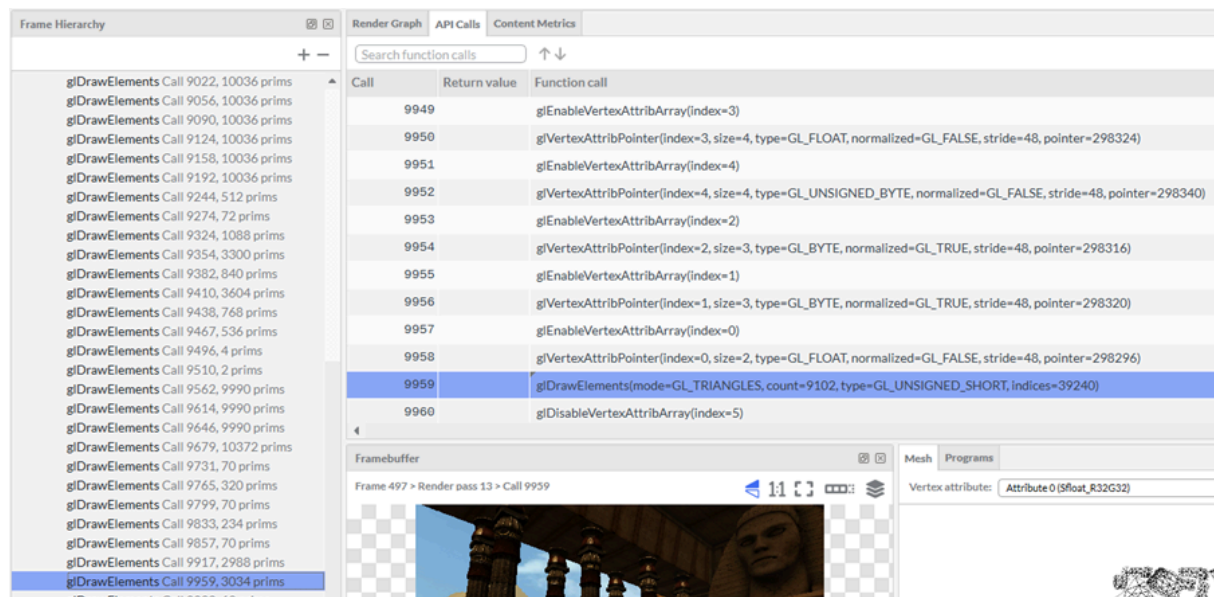 Frame Hierarchy
glDrawElements Call 9022, 10036 prims
glDrawElements Call 9056, 10036 prims
glDrawElements Call 9090, 10036 prims
glDrawElements Call 9124, 10036 prims
glDrawElements Call 9158, 10036 prims
glDrawElements Call 9192, 10036 prims
glDrawElements Call 9244, 512 prims
glDrawElements Call 9274, 72 prims
glDrawElements Call 9324, 1088 prims
glDrawElements Call 9354, 3300 prims
glDrawElements Call 9382, 840 prims
glDrawElements Call 9410, 3604 prims
glDrawElements Call 9438, 768 prims
glDrawElements Call 9467, 536 prims
glDrawElements Call 9496, 4 prims
glDrawElements Call 9510, 2 prims
glDrawElements Call 9562, 9990 prims
glDrawElements Call 9614, 9990 prims
glDrawElements Call 9646, 9990 prims
glDrawElements Call 9679, 10372 prims
glDrawElements Call 9731, 70 prims
glDrawElements Call 9765, 320 prims
glDrawElements Call 9799, 70 prims
glDrawElements Call 9833, 234 prims
glDrawElements Call 9857, 70 prims
glDrawElements Call 9917, 2988 prims
glDrawElements Call 9959, 3034 prims
Render Graph API Calls Content Metrics
Search function calls
Call Return value Function call
9949 glEnableVertexAttribArray(index=3)
9950 glVertexAttribPointer(index=3, size=4, type=GL_FLOAT, normalized=GL_FALSE, stride=48, pointer=298324)
9951 glEnableVertexAttribArray(index=4)
9952 glVertexAttribPointer(index=4, size=4, type=GL_UNSIGNED_BYTE, normalized=GL_FALSE, stride=48, pointer=298340)
9953 glEnableVertexAttribArray(index=2)
9954 glVertexAttribPointer(index=2, size=3, type=GL_BYTE, normalized=GL_TRUE, stride=48, pointer=298316)
9955 glEnableVertexAttribArray(index=1)
9956 glVertexAttribPointer(index=1, size=3, type=GL_BYTE, normalized=GL_TRUE, stride=48, pointer=298320)
9957 glEnableVertexAttribArray(index=0)
9958 glVertexAttribPointer(index=0, size=2, type=GL_FLOAT, normalized=GL_FALSE, stride=48, pointer=298296)
9959 glDrawElements(mode=GL_TRIANGLES, count=9102, type=GL_UNSIGNED_SHORT, indices=39240)
9960 glDisableVertexAttribArray(index=5)
Framebuffer
Frame 497 > Render pass 13 > Call 9959
1:1
Mesh Programs
Vertex attribute: Attribute 0 (Sfloat_R32G32)